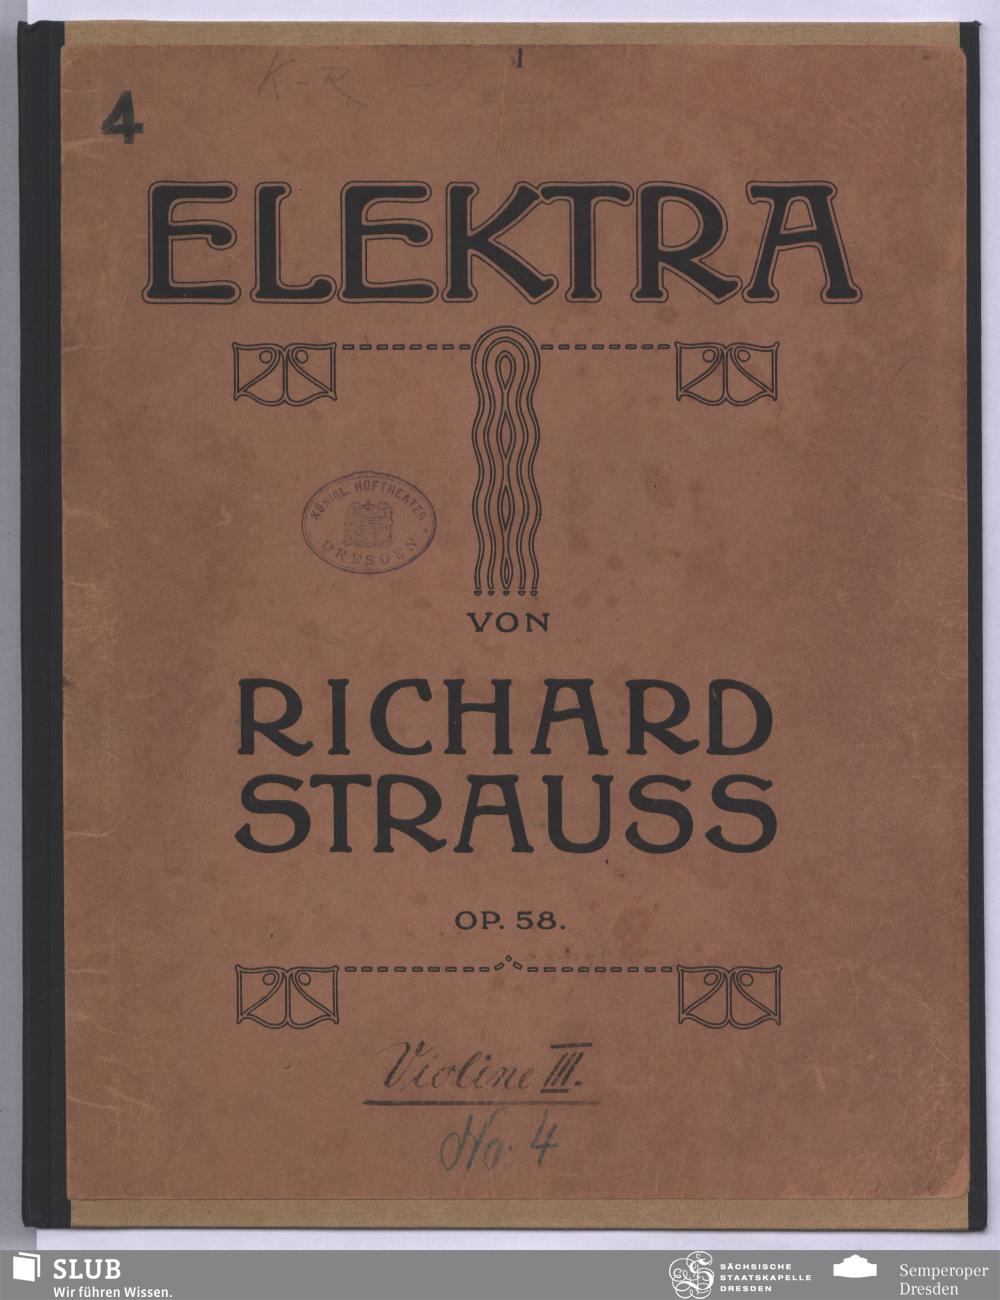 1
K-R
4
ELEKTRA
KÖNIGL. HOFTHEATER
DRESDEN
VON
RICHARD
STRAUSS
OP. 58.
Violine III.
No. 4
SLUB
Wir führen Wissen.
SÄCHSISCHE
STAATSKAPELLE
DRESDEN
Semperoper
Dresden